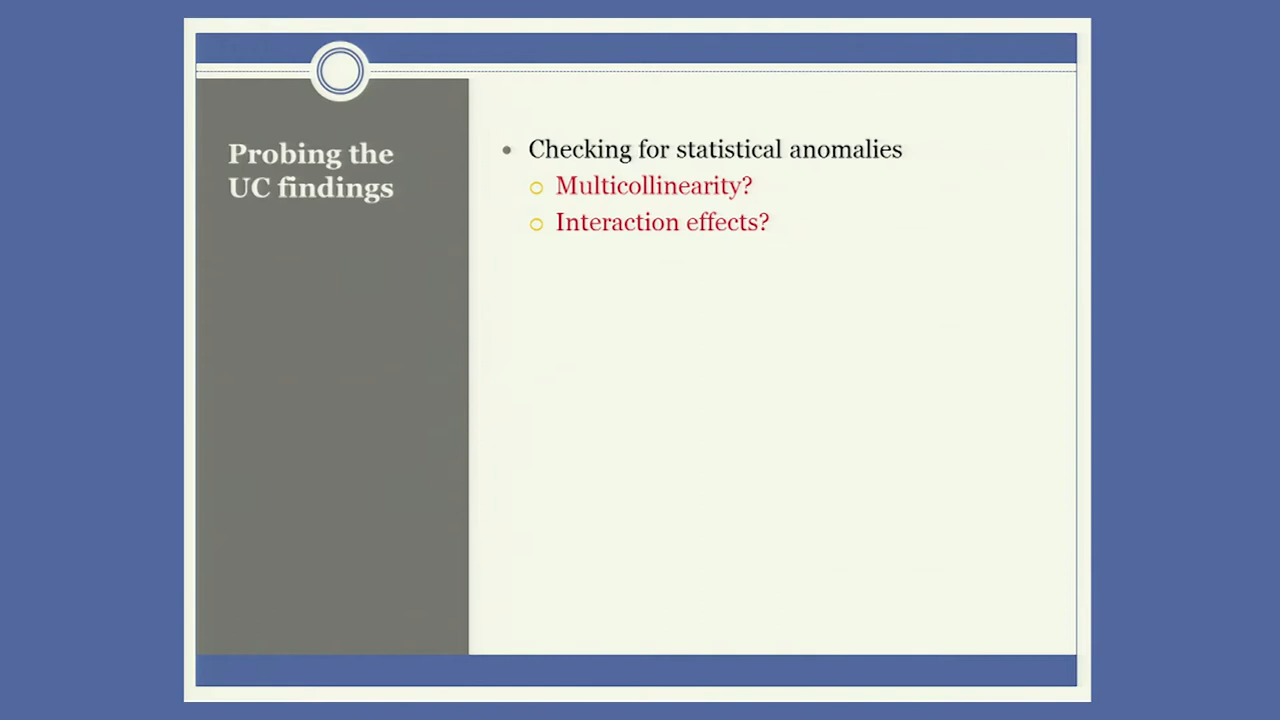 Probing the
UC findings
Checking for statistical anomalies
Multicollinearity?
Interaction effects?